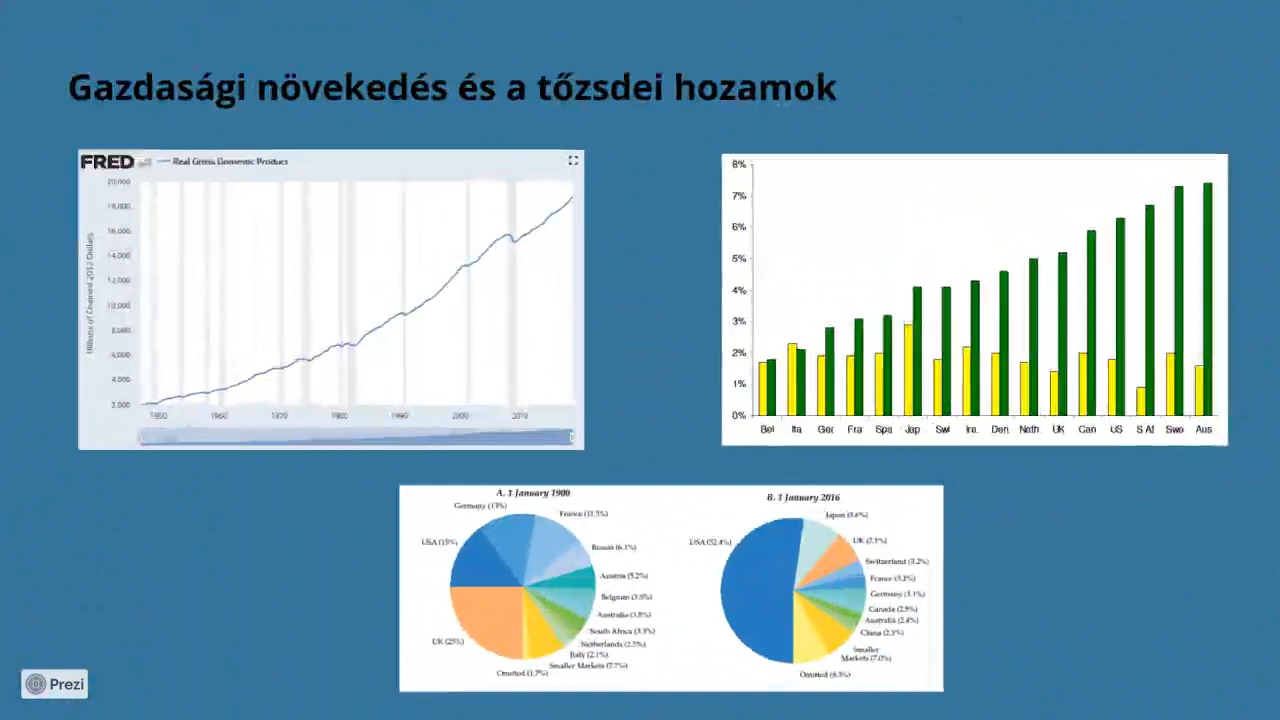 Gazdasági növekedés és a tőzsdei hozamok
FRED — Real Gross Domestic Product
Billions of Chained 2012 Dollars
20,000
18,000
16,000
14,000
12,000
10,000
8,000
6,000
4,000
2,000
1950 1960 1970 1980 1990 2000 2010
8%
7%
6%
5%
4%
3%
2%
1%
0%
Bel Ita Ger Fra Spa Jap Swi Ire Den Neth UK Can US S Af Swe Aus
A. 1 January 1900
Germany (13%)
France (11.5%)
USA (15%)
Russia (6.1%)
Austria (5.2%)
Belgium (3.5%)
Australia (3.5%)
South Africa (3.3%)
Netherlands (2.5%)
Italy (2.1%)
Smaller Markets (7.7%)
UK (25%)
Omitted (1.7%)
B. 1 January 2016
Japan
USA (52.4%)
UK (7.1%)
Switzerland (3.2%)
France (3.2%)
Germany (3.1%)
Canada (2.9%)
Australia (2.4%)
China (2.3%)
Smaller
Markets (7.0%)
Omitted
Prezi